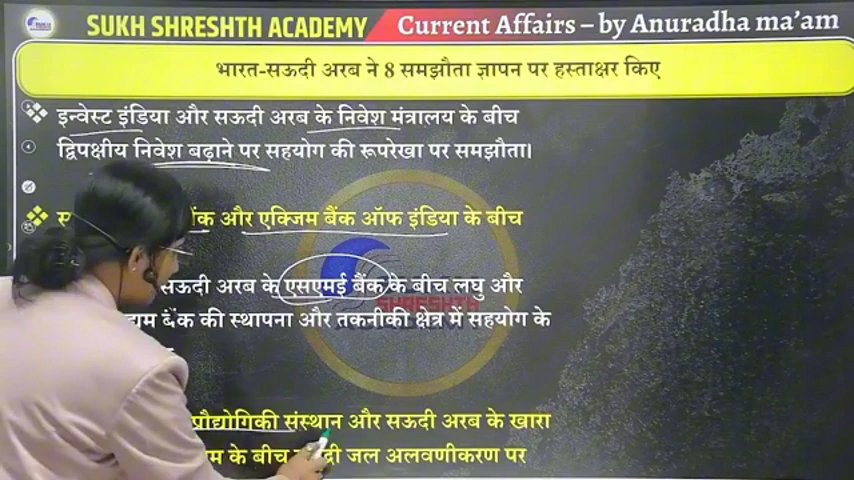 SUKH SHRESHTH ACADEMY
Current Affairs – by Anuradha ma'am
भारत-सऊदी अरब ने 8 समझौता ज्ञापन पर हस्ताक्षर किए
इन्वेस्ट इंडिया और सऊदी अरब के निवेश मंत्रालय के बीच
द्विपक्षीय निवेश बढ़ाने पर सहयोग की रूपरेखा पर समझौता।
और एक्जिम बैंक ऑफ इंडिया के बीच
सऊदी अरब के एसएमई बैंक के बीच लघु और
बैंक की स्थापना और तकनीकी क्षेत्र में सहयोग के
SHRESHTH
प्रौद्योगिकी संस्थान और सऊदी अरब के खारा
के बीच जल अलवणीकरण पर